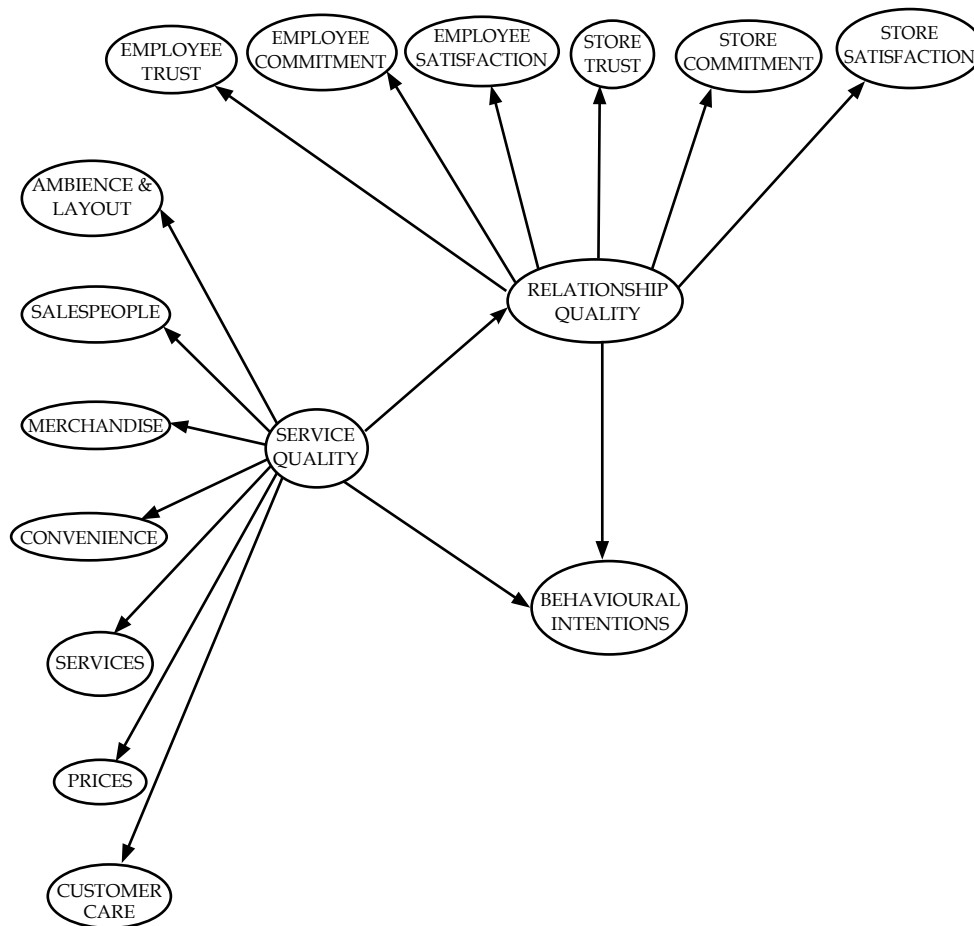 EMPLOYEE
TRUST
EMPLOYEE
COMMITMENT
EMPLOYEE
SATISFACTION
STORE
TRUST
STORE
COMMITMENT
STORE
SATISFACTION
AMBIENCE &
LAYOUT
SALESPEOPLE
RELATIONSHIP
QUALITY
MERCHANDISE
SERVICE
QUALITY
CONVENIENCE
BEHAVIOURAL
INTENTIONS
SERVICES
PRICES
CUSTOMER
CARE